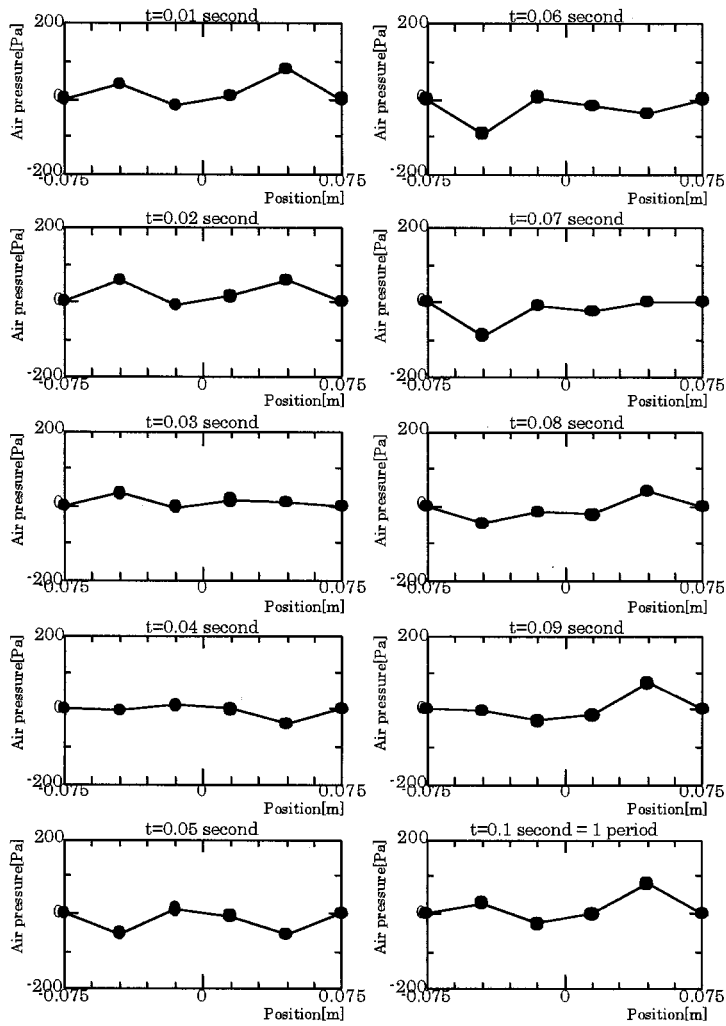 t=0.01 second
200
0
-200
Air pressure[Pa]
-0.075
0
0.075
Position[m]
t=0.06 second
200
0
-200
Air pressure[Pa]
-0.075
0
0.075
Position[m]
t=0.02 second
200
0
-200
Air pressure[Pa]
-0.075
0
0.075
Position[m]
t=0.07 second
200
0
-200
Air pressure[Pa]
-0.075
0
0.075
Position[m]
t=0.03 second
200
0
-200
Air pressure[Pa]
-0.075
0
0.075
Position[m]
t=0.08 second
200
0
-200
Air pressure[Pa]
-0.075
0
0.075
Position[m]
t=0.04 second
200
0
-200
Air pressure[Pa]
-0.075
0
0.075
Position[m]
t=0.09 second
200
0
-200
Air pressure[Pa]
-0.075
0
0.075
Position[m]
t=0.05 second
200
0
-200
Air pressure[Pa]
-0.075
0
0.075
Position[m]
t=0.1 second = 1 period
200
0
-200
Air pressure[Pa]
-0.075
0
0.075
Position[m]